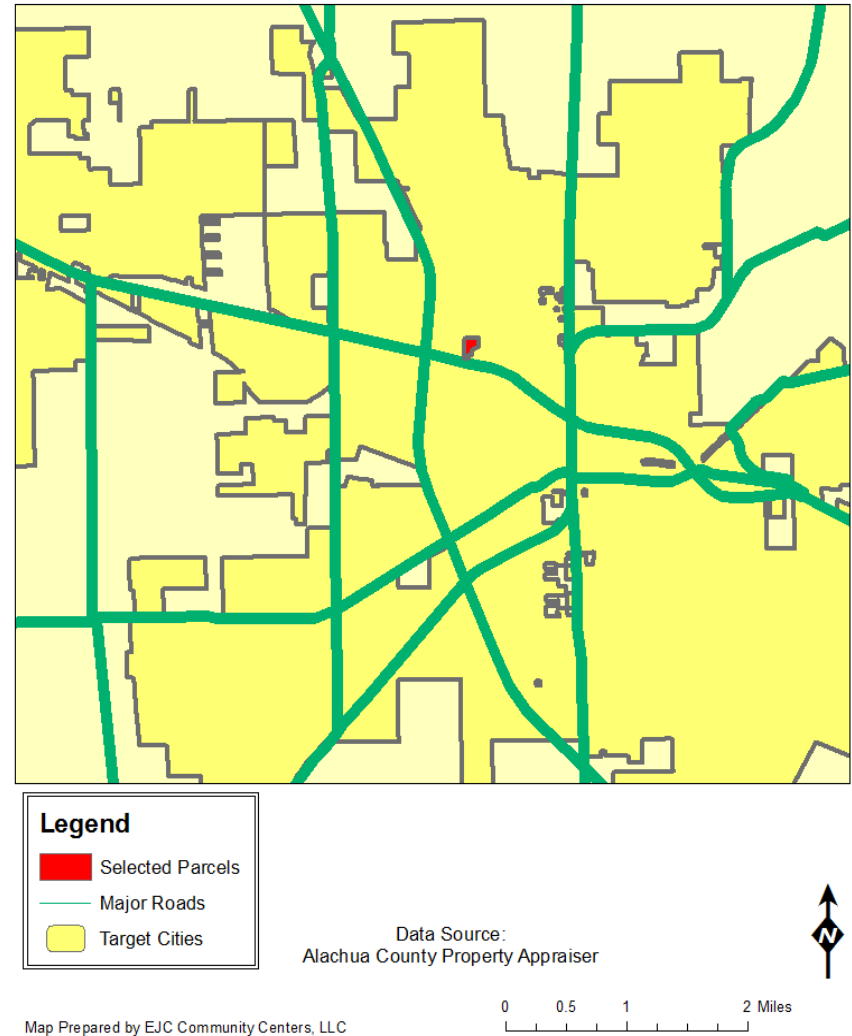 Legend
Selected Parcels
Major Roads
Target Cities
Data Source:
Alachua County Property Appraiser
N
Map Prepared by EJC Community Centers, LLC
0 0.5 1 2 Miles